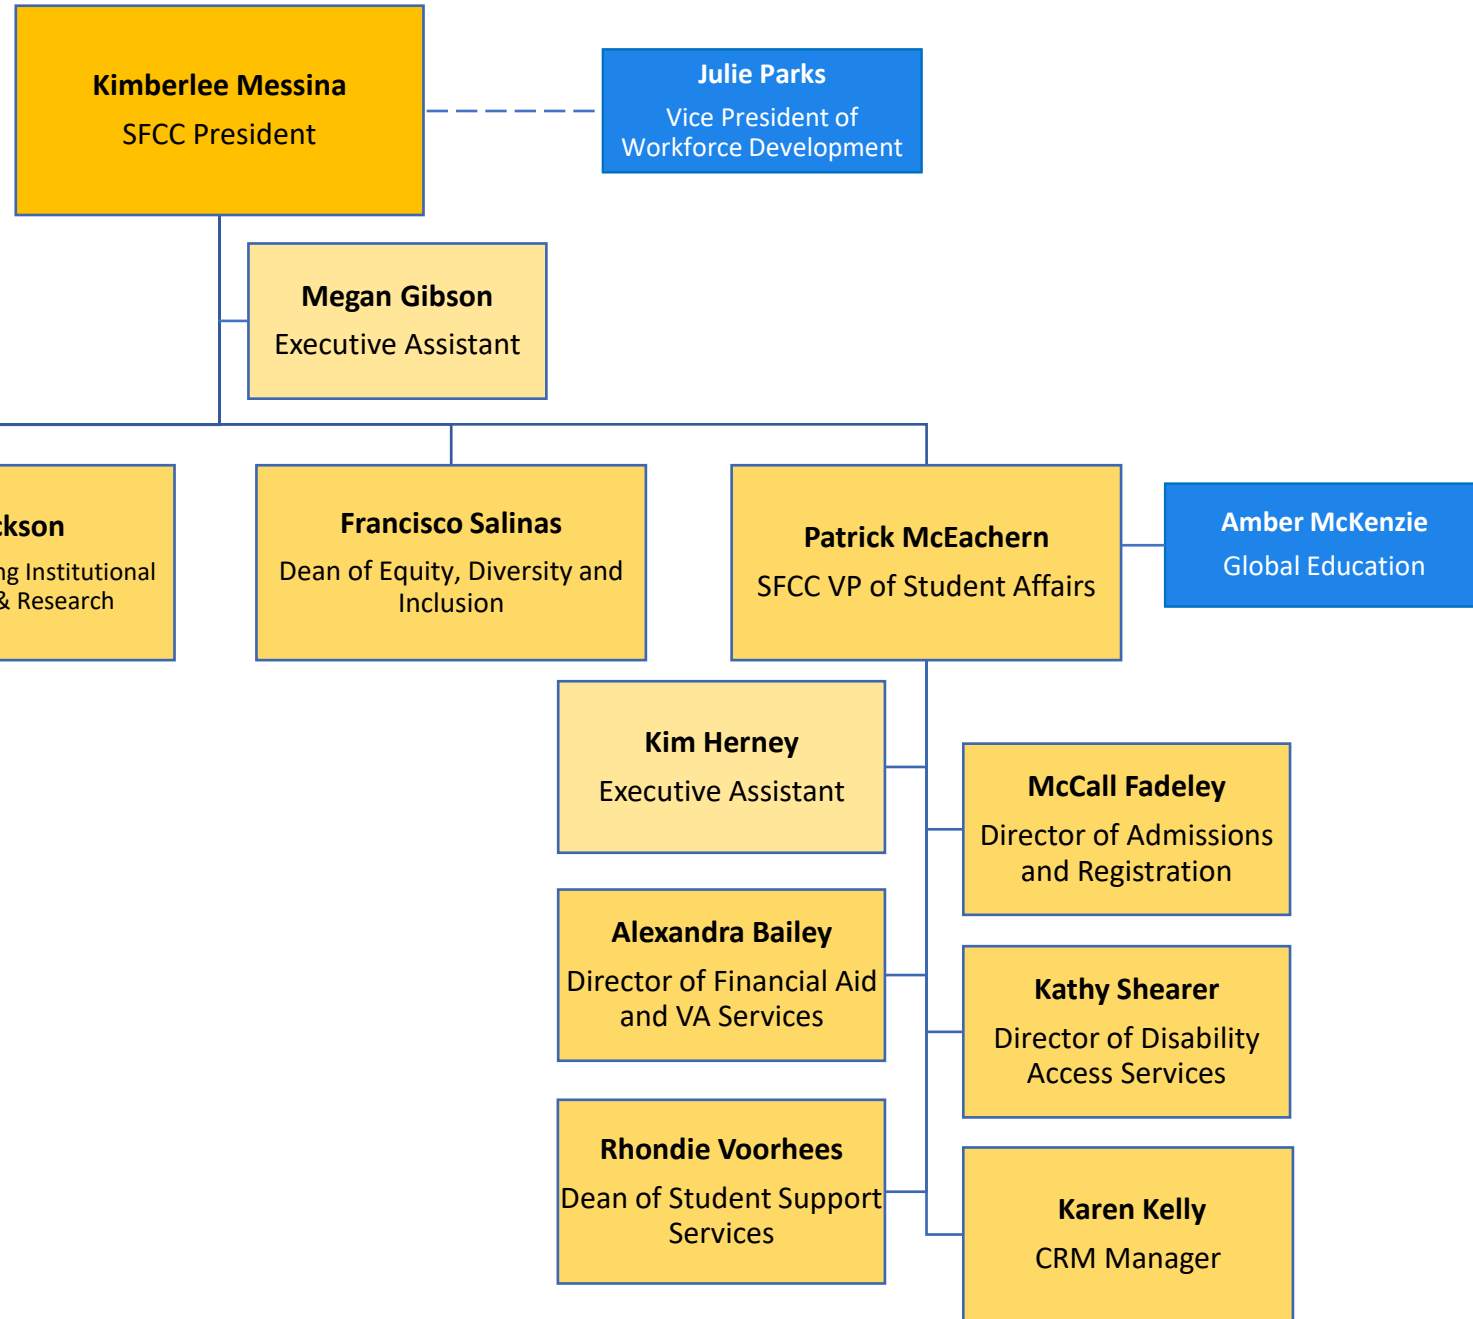 Kimberlee Messina
SFCC President
Julie Parks
Vice President of
Workforce Development
Megan Gibson
Executive Assistant
Institutional
& Research
Francisco Salinas
Dean of Equity, Diversity and
Inclusion
Patrick McEachern
SFCC VP of Student Affairs
Amber McKenzie
Global Education
Kim Herney
Executive Assistant
McCall Fadeley
Director of Admissions
and Registration
Alexandra Bailey
Director of Financial Aid
and VA Services
Kathy Shearer
Director of Disability
Access Services
Rhondie Voorhees
Dean of Student Support
Services
Karen Kelly
CRM Manager